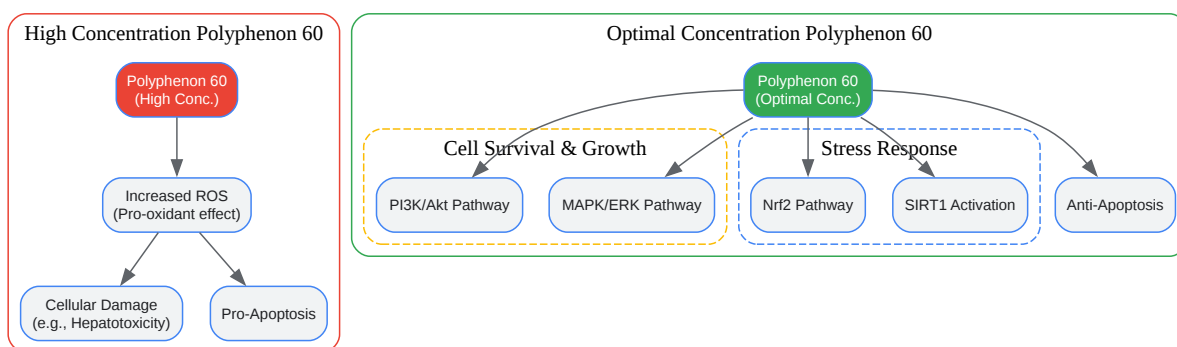 High Concentration Polyphenon 60
Polyphenon 60
(High Conc.)
Increased ROS
(Pro-oxidant effect)
Cellular Damage
(e.g., Hepatotoxicity)
Pro-Apoptosis
Optimal Concentration Polyphenon 60
Polyphenon 60
(Optimal Conc.)
Cell Survival & Growth
PI3K/Akt Pathway
MAPK/ERK Pathway
Stress Response
Nrf2 Pathway
SIRT1 Activation
Anti-Apoptosis